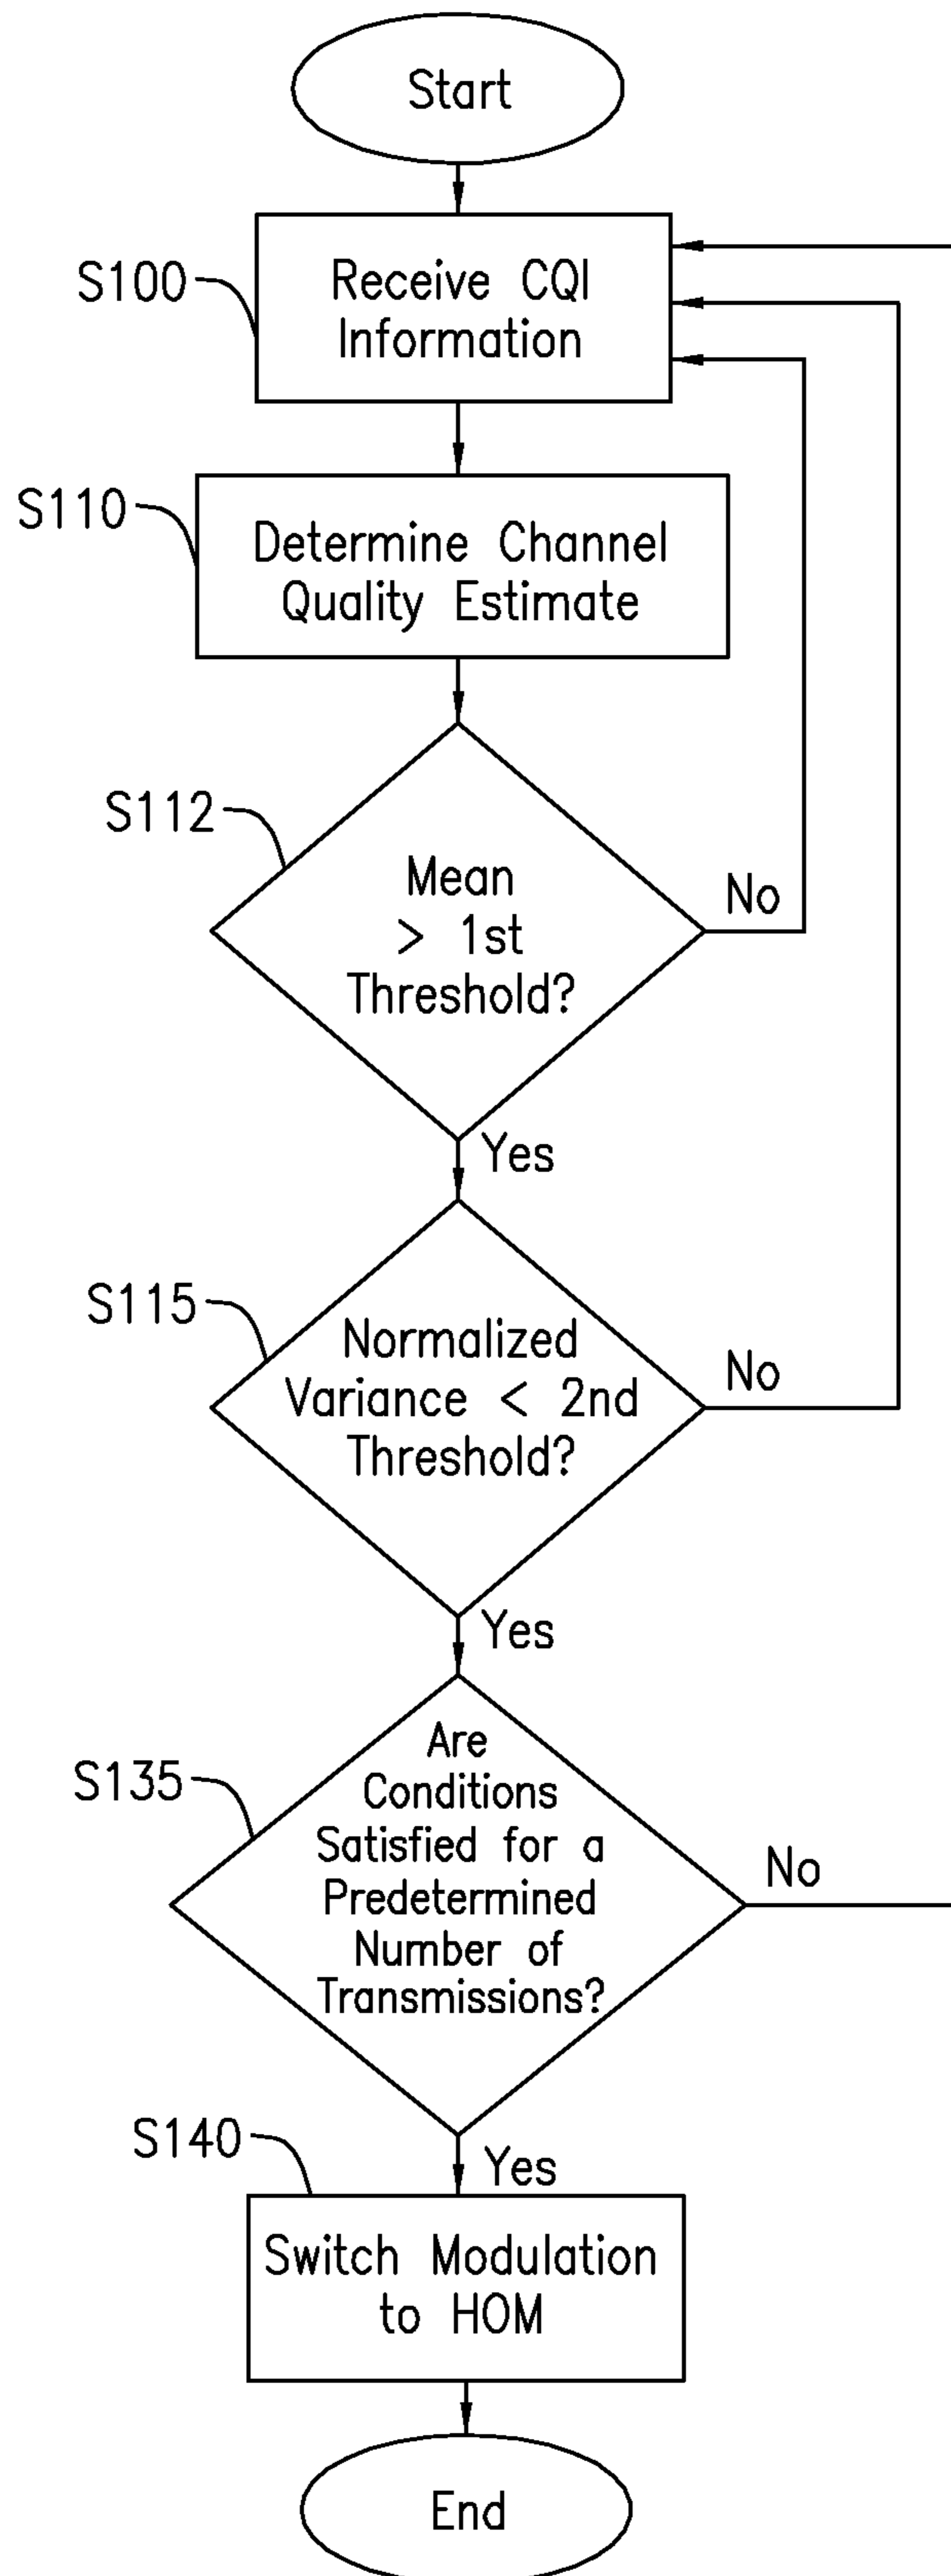 Start
S100
Receive CQI
Information
S110
Determine Channel
Quality Estimate
S112
Mean
> 1st
Threshold?
No
Yes
S115
Normalized
Variance < 2nd
Threshold?
No
Yes
S135
Are
Conditions
Satisfied for a
Predetermined
Number of
Transmissions?
No
Yes
S140
Switch Modulation
to HOM
End